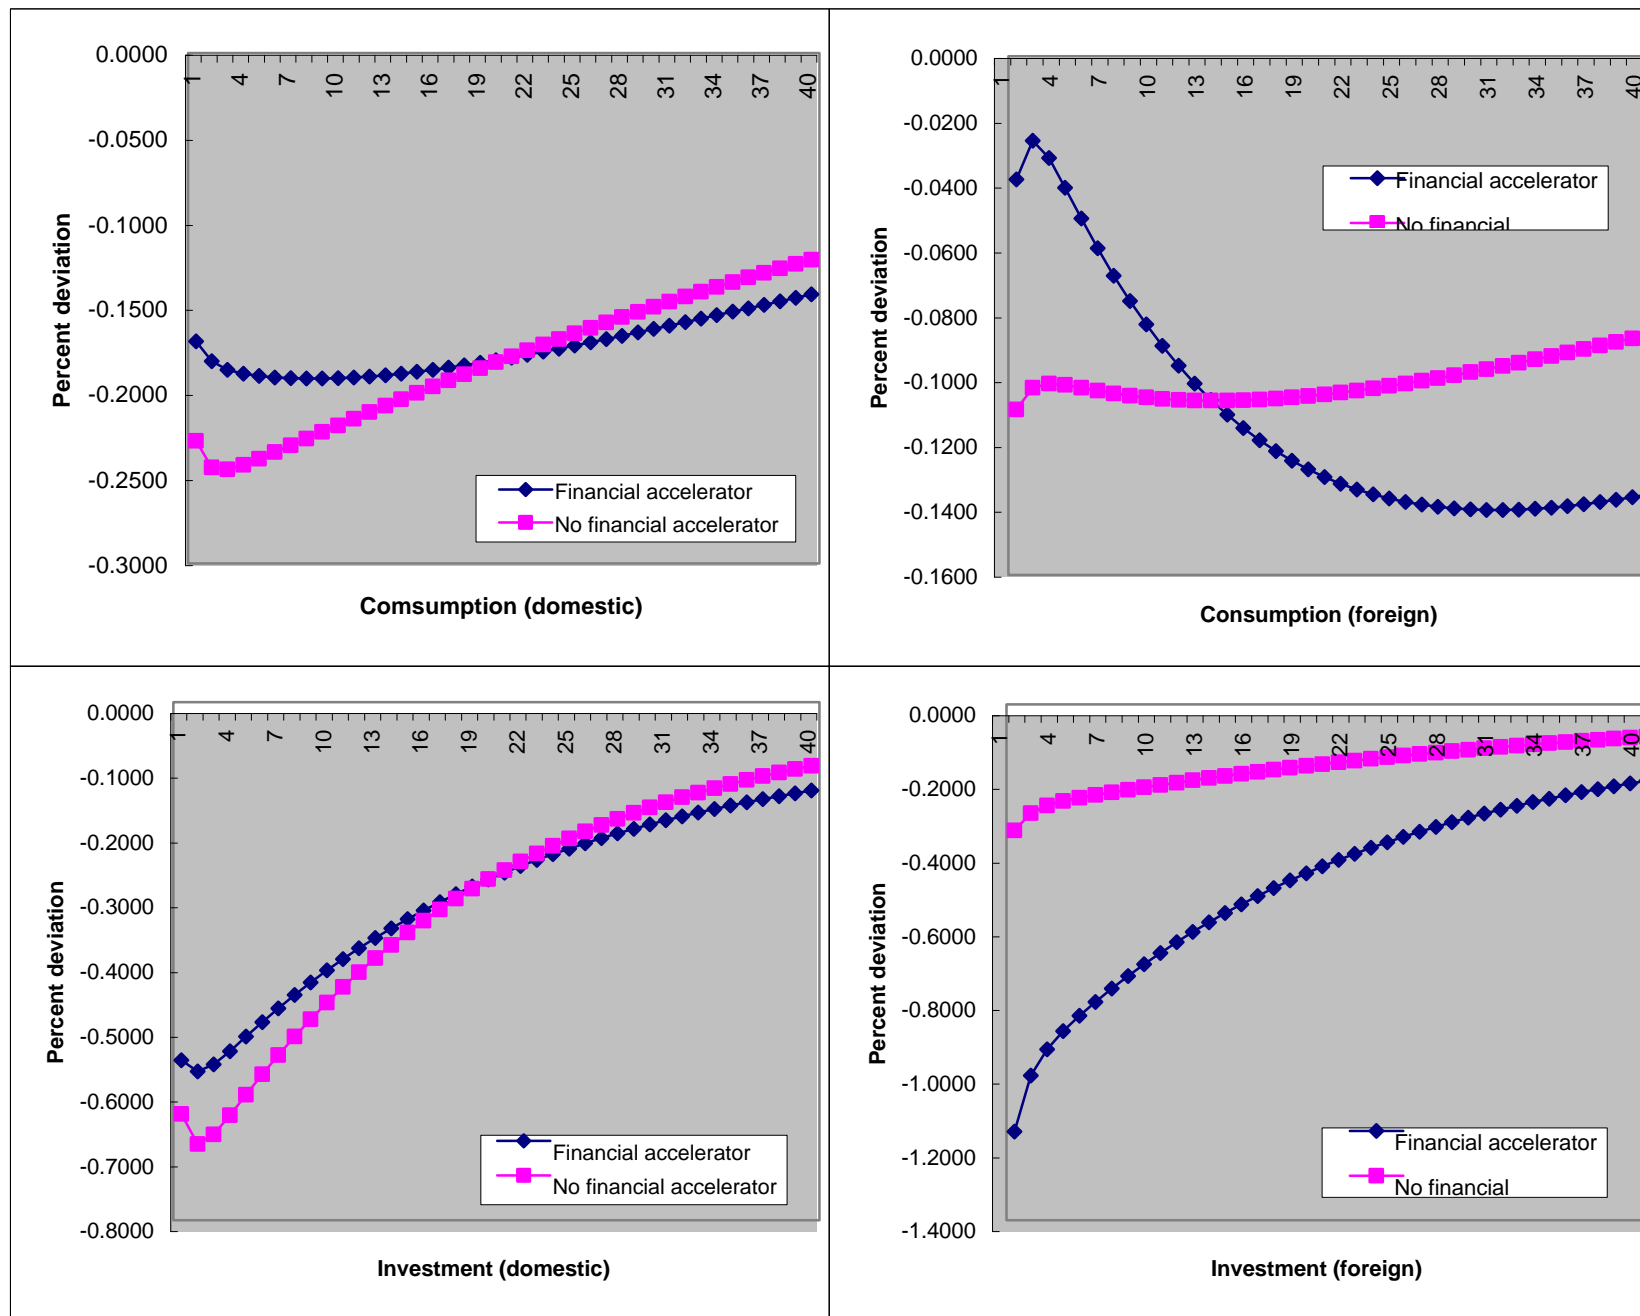 0.0000
-0.0500
-0.1000
-0.1500
-0.2000
-0.2500
-0.3000
1 4 7 10 13 16 19 22 25 28 31 34 37 40
Percent deviation
Financial accelerator
No financial accelerator
Comsumption (domestic)
0.0000
-0.0200
-0.0400
-0.0600
-0.0800
-0.1000
-0.1200
-0.1400
-0.1600
1 4 7 10 13 16 19 22 25 28 31 34 37 40
Percent deviation
Financial accelerator
No financial
Consumption (foreign)
0.0000
-0.1000
-0.2000
-0.3000
-0.4000
-0.5000
-0.6000
-0.7000
-0.8000
1 4 7 10 13 16 19 22 25 28 31 34 37 40
Percent deviation
Financial accelerator
No financial accelerator
Investment (domestic)
0.0000
-0.2000
-0.4000
-0.6000
-0.8000
-1.0000
-1.2000
-1.4000
1 4 7 10 13 16 19 22 25 28 31 34 37 40
Percent deviation
Financial accelerator
No financial
Investment (foreign)